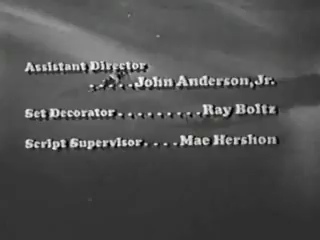 Assistant Director
. . . . . John Anderson, Jr.
Set Decorator . . . . . . . . . Ray Boltz
Script Supervisor . . . . Mae Hershon